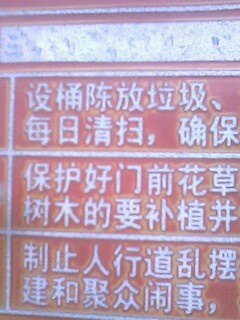 设桶陈放垃圾、
每日清扫，确保
保护好门前花草
树木的要补植并
制止人行道乱摆
建和聚众闹事，